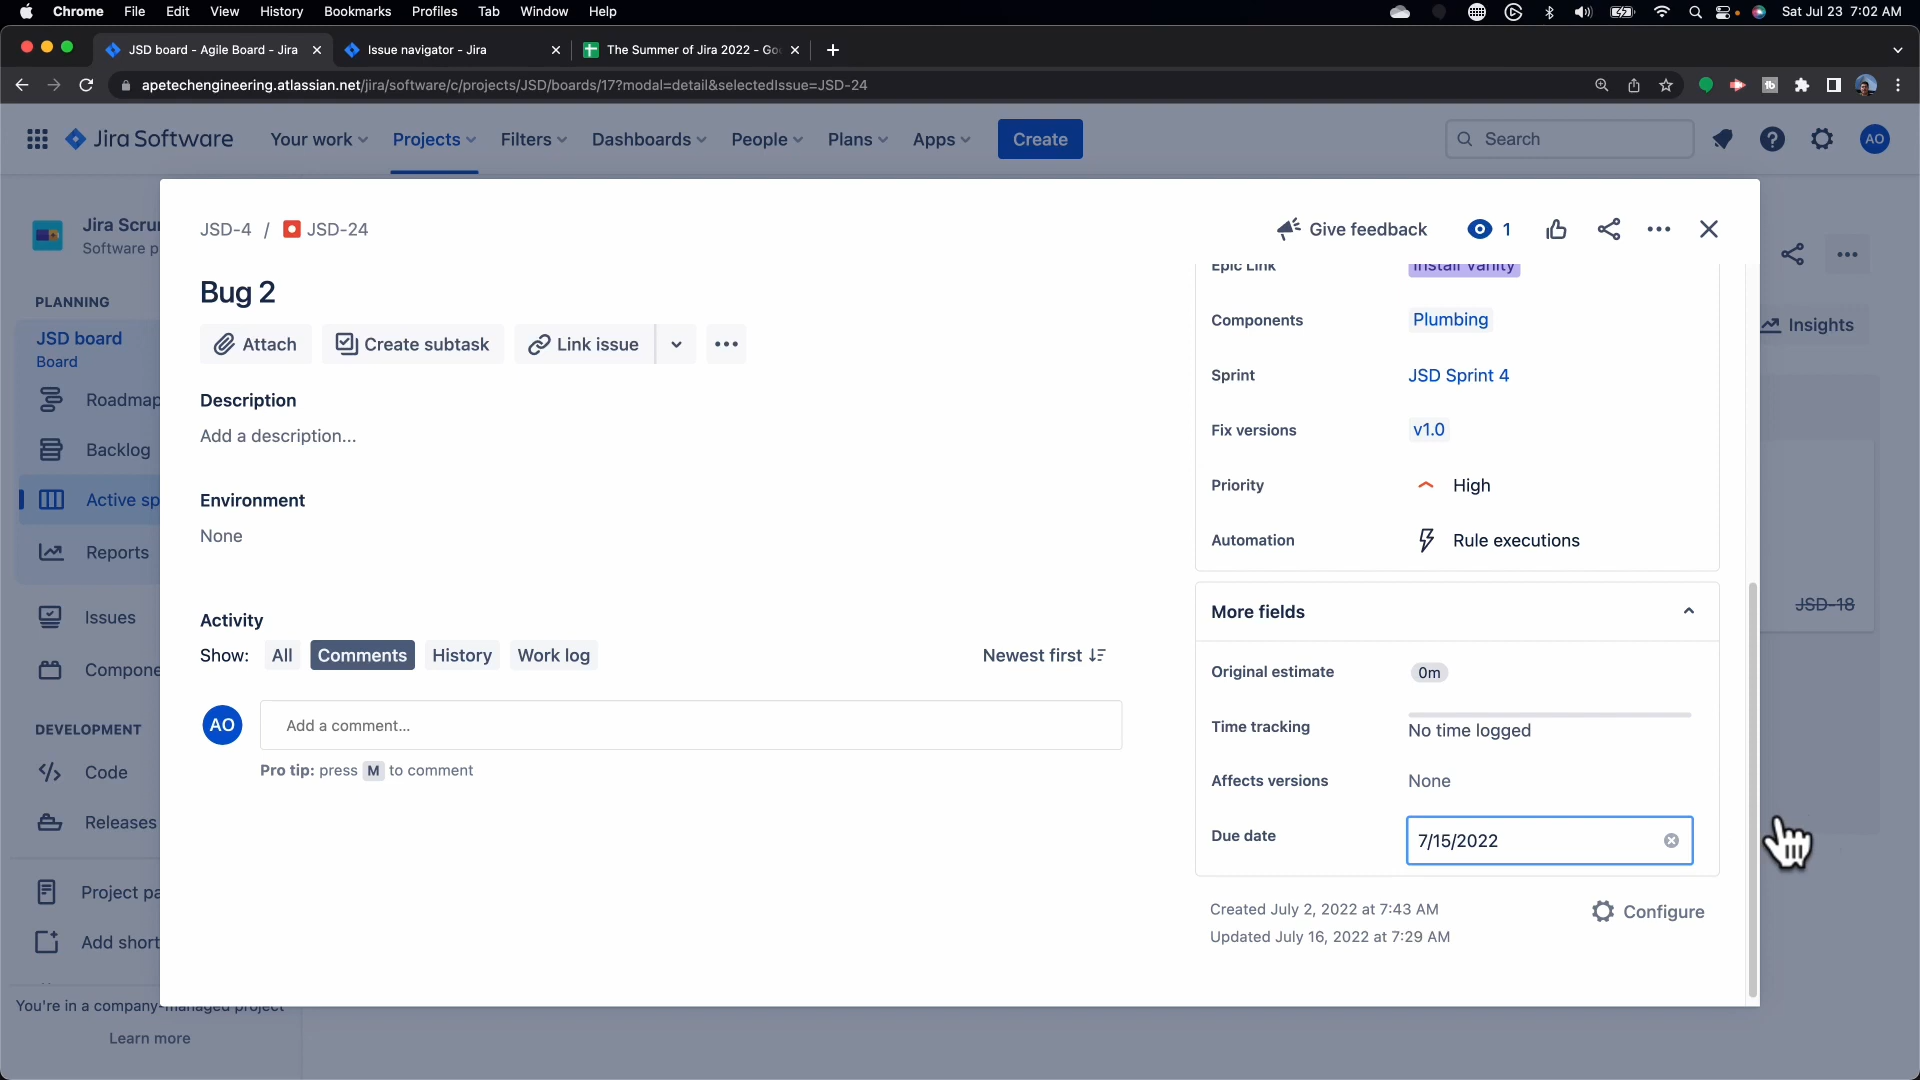 Chrome File Edit View History Bookmarks Profiles Tab Window Help Sat Jul 23 7:02 AM
JSD board - Agile Board - Jira Issue navigator - Jira The Summer of Jira 2022 - Go
apetechengineering.atlassian.net/jira/software/c/projects/JSD/boards/17?modal=detail&selectedIssue=JSD-24
Jira Software Your work Projects Filters Dashboards People Plans Apps Create Search AO
Jira Scru
Software p
PLANNING
JSD board
Board
Roadmap
Backlog
Active sp
Reports
Issues
Compone
DEVELOPMENT
Code
Releases
Project pa
Add short
You're in a company-managed project
Learn more
JSD-4 / JSD-24
Give feedback 1
Bug 2
Attach Create subtask Link issue
Description
Add a description...
Environment
None
Activity
Show: All Comments History Work log Newest first
AO Add a comment...
Pro tip: press M to comment
Epic Link Install Vanity
Components Plumbing
Sprint JSD Sprint 4
Fix versions v1.0
Priority High
Automation Rule executions
More fields
Original estimate 0m
Time tracking No time logged
Affects versions None
Due date 7/15/2022
Created July 2, 2022 at 7:43 AM
Updated July 16, 2022 at 7:29 AM
Configure
Insights
JSD-18